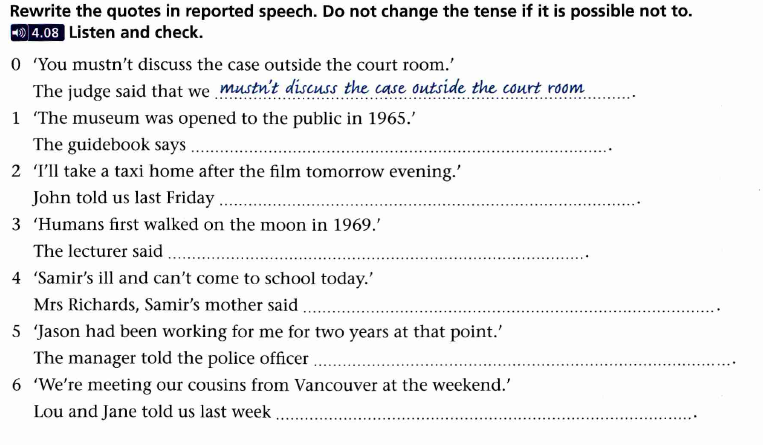 Rewrite the quotes in reported speech. Do not change the tense if it is possible not to.
4.08 Listen and check.
0 ‘You mustn’t discuss the case outside the court room.’
The judge said that we mustn’t discuss the case outside the court room.
1 ‘The museum was opened to the public in 1965.’
The guidebook says .
2 ‘I’ll take a taxi home after the film tomorrow evening.’
John told us last Friday .
3 ‘Humans first walked on the moon in 1969.’
The lecturer said .
4 ‘Samir’s ill and can’t come to school today.’
Mrs Richards, Samir’s mother said .
5 ‘Jason had been working for me for two years at that point.’
The manager told the police officer .
6 ‘We’re meeting our cousins from Vancouver at the weekend.’
Lou and Jane told us last week .